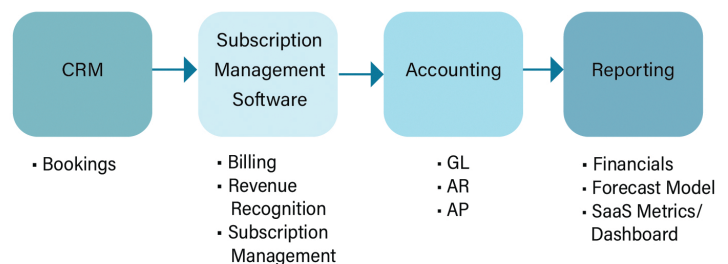 CRM
Subscription
Management
Software
Accounting
Reporting
▪ Bookings
▪ Billing
▪ Revenue
Recognition
▪ Subscription
Management
▪ GL
▪ AR
▪ AP
▪ Financials
▪ Forecast Model
▪ SaaS Metrics/
Dashboard